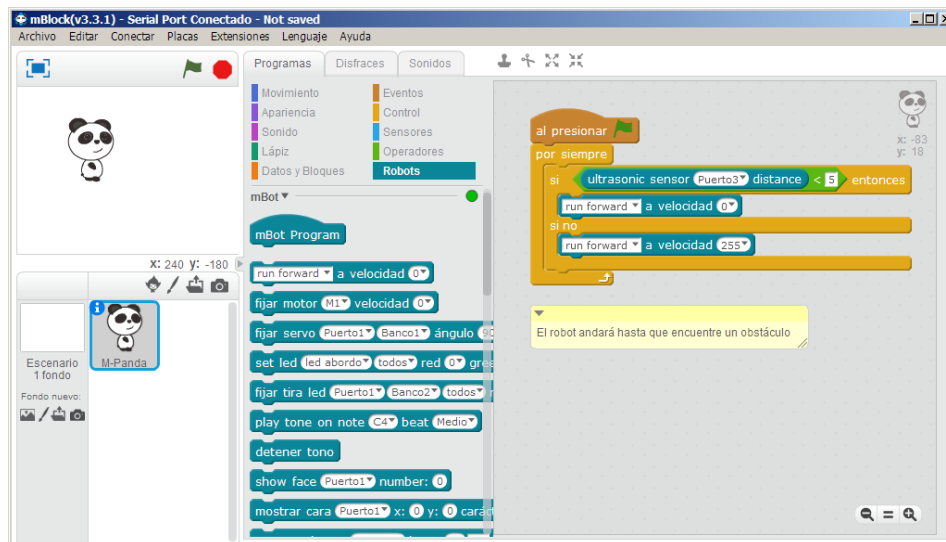 mBlock(v3.3.1) - Serial Port Conectado - Not saved
Archivo Editar Conectar Placas Extensiones Lenguaje Ayuda
Programas Disfraces Sonidos
Movimiento Eventos
Apariencia Control
Sonido Sensores
Lápiz Operadores
Datos y Bloques Robots
mBot
mBot Program
run forward a velocidad 0
fijar motor M1 velocidad 0
fijar servo Puerto1 Banco1 ángulo 90
set led led abordo todos red 0 gree
fijar tira led Puerto1 Banco2 todos
play tone on note C4 beat Medio
detener tono
show face Puerto1 number: 0
mostrar cara Puerto1 x: 0 y: 0 carác
X: 240 y: -180
Escenario
1 fondo
Fondo nuevo:
M-Panda
x: -83
y: 18
al presionar
por siempre
si ultrasonic sensor Puerto3 distance < 5 entonces
run forward a velocidad 0
si no
run forward a velocidad 255
El robot andará hasta que encuentre un obstáculo